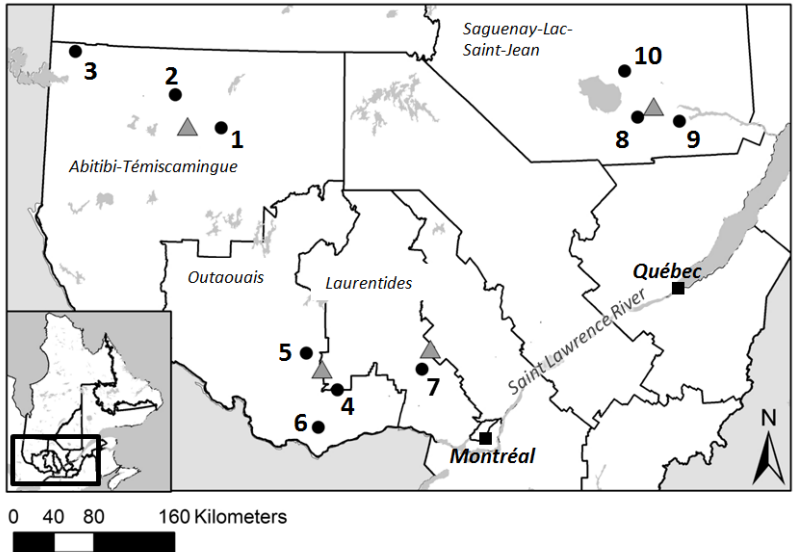 Saguenay-Lac-
Saint-Jean
3
2
10
1
8
9
Abitibi-Témiscamingue
Outaouais
Laurentides
Québec
Saint Lawrence River
5
4
7
6
Montréal
N
0 40 80 160 Kilometers